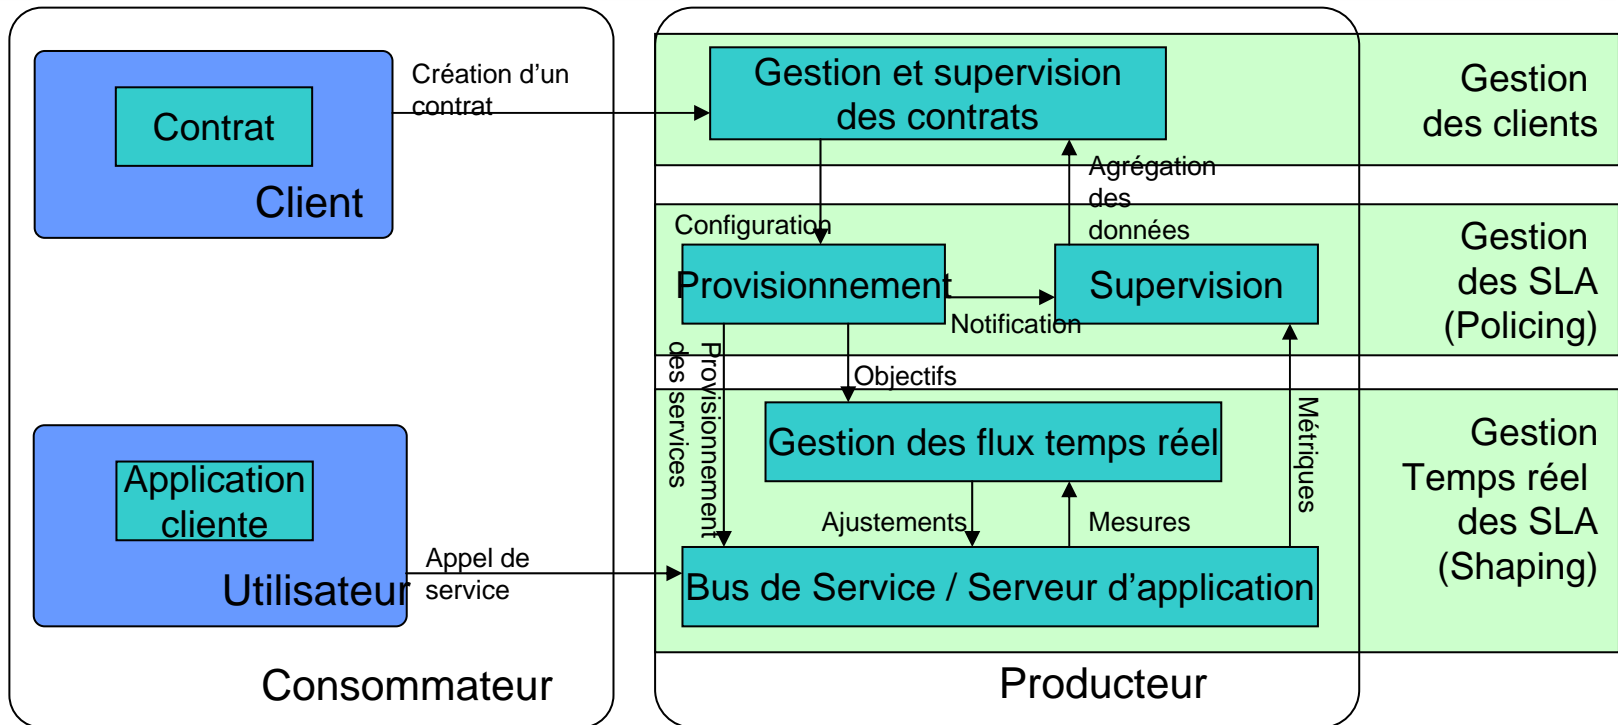 Création d’un
contrat
Contrat
Client
Gestion et supervision
des contrats
Gestion
des clients
Agrégation
des
données
Configuration
Provisionnement
Supervision
Notification
Gestion
des SLA
(Policing)
Provisionnement
des services
Objectifs
Métriques
Gestion des flux temps réel
Ajustements
Mesures
Gestion
Temps réel
des SLA
(Shaping)
Application
cliente
Utilisateur
Appel de
service
Bus de Service / Serveur d’application
Consommateur
Producteur